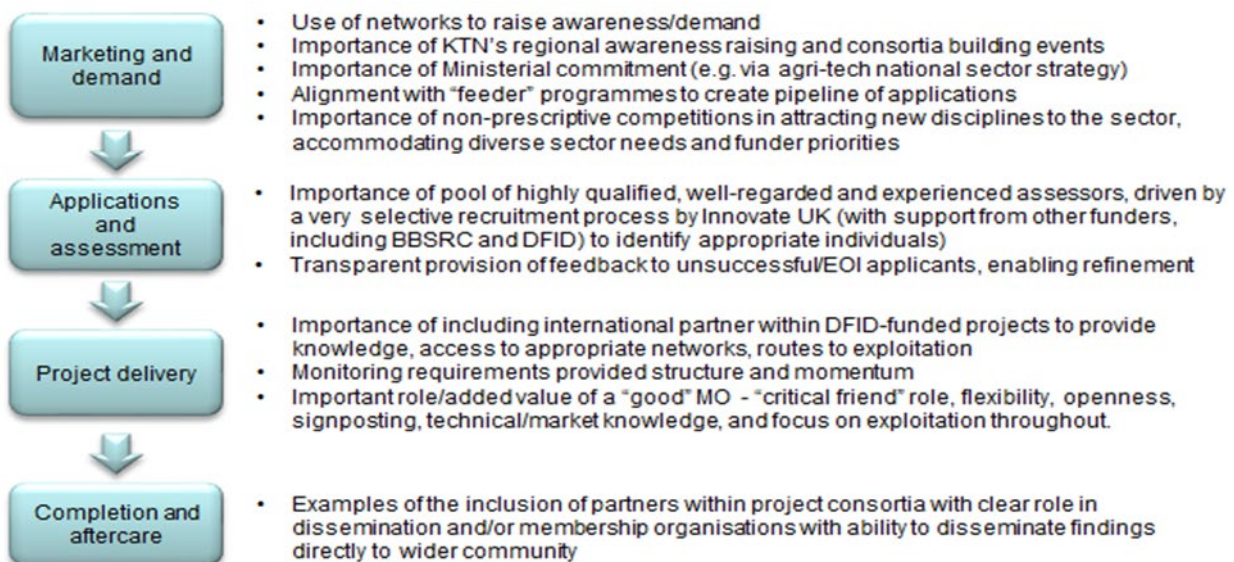 Marketing and
demand
• Use of networks to raise awareness/demand
• Importance of KTN's regional awareness raising and consortia building events
• Importance of Ministerial commitment (e.g. via agri-tech national sector strategy)
• Alignment with "feeder" programmes to create pipeline of applications
• Importance of non-prescriptive competitions in attracting new disciplines to the sector,
accommodating diverse sector needs and funder priorities
Applications
and
assessment
• Importance of pool of highly qualified, well-regarded and experienced assessors, driven by
a very selective recruitment process by Innovate UK (with support from other funders,
including BBSRC and DFID) to identify appropriate individuals)
• Transparent provision of feedback to unsuccessful/EOI applicants, enabling refinement
Project delivery
• Importance of including international partner within DFID-funded projects to provide
knowledge, access to appropriate networks, routes to exploitation
• Monitoring requirements provided structure and momentum
• Important role/added value of a "good" MO - "critical friend" role, flexibility, openness,
signposting, technical/market knowledge, and focus on exploitation throughout.
Completion and
aftercare
• Examples of the inclusion of partners within project consortia with clear role in
dissemination and/or membership organisations with ability to disseminate findings
directly to wider community